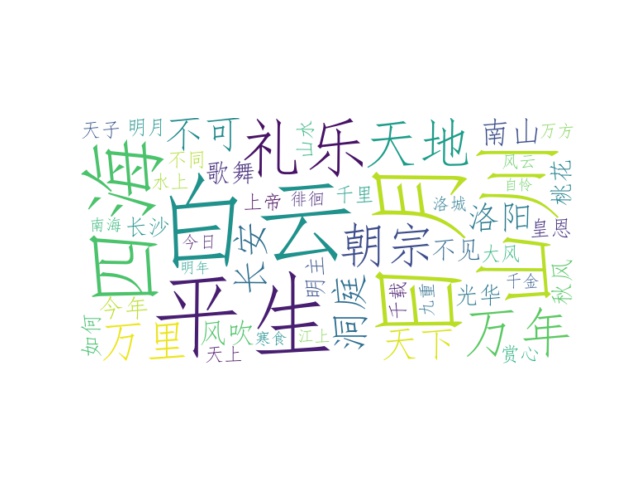 天子
明月
不可
礼乐
山水
天地
南山
万方
四海
不同
歌舞
水上
白云
日月
山川
风云
自怜
桃花
上帝
徘徊
千里
洛城
洛阳
皇恩
南海
长沙
今日
长安
朝宗
不见
大风
明年
平生
明主
洞庭
千载
九重
光华
千金
秋风
今年
万里
风吹
寒食
江上
天下
万年
如何
天上
赏心